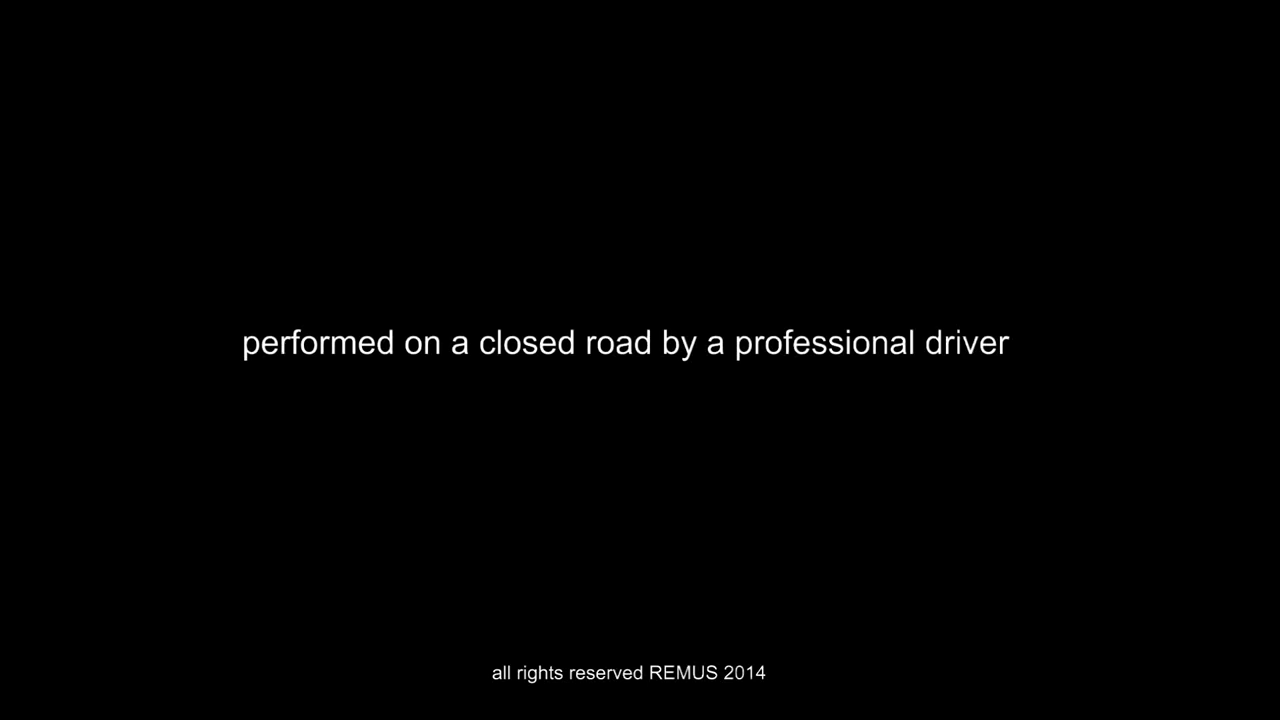 performed on a closed road by a professional driver
all rights reserved REMUS 2014